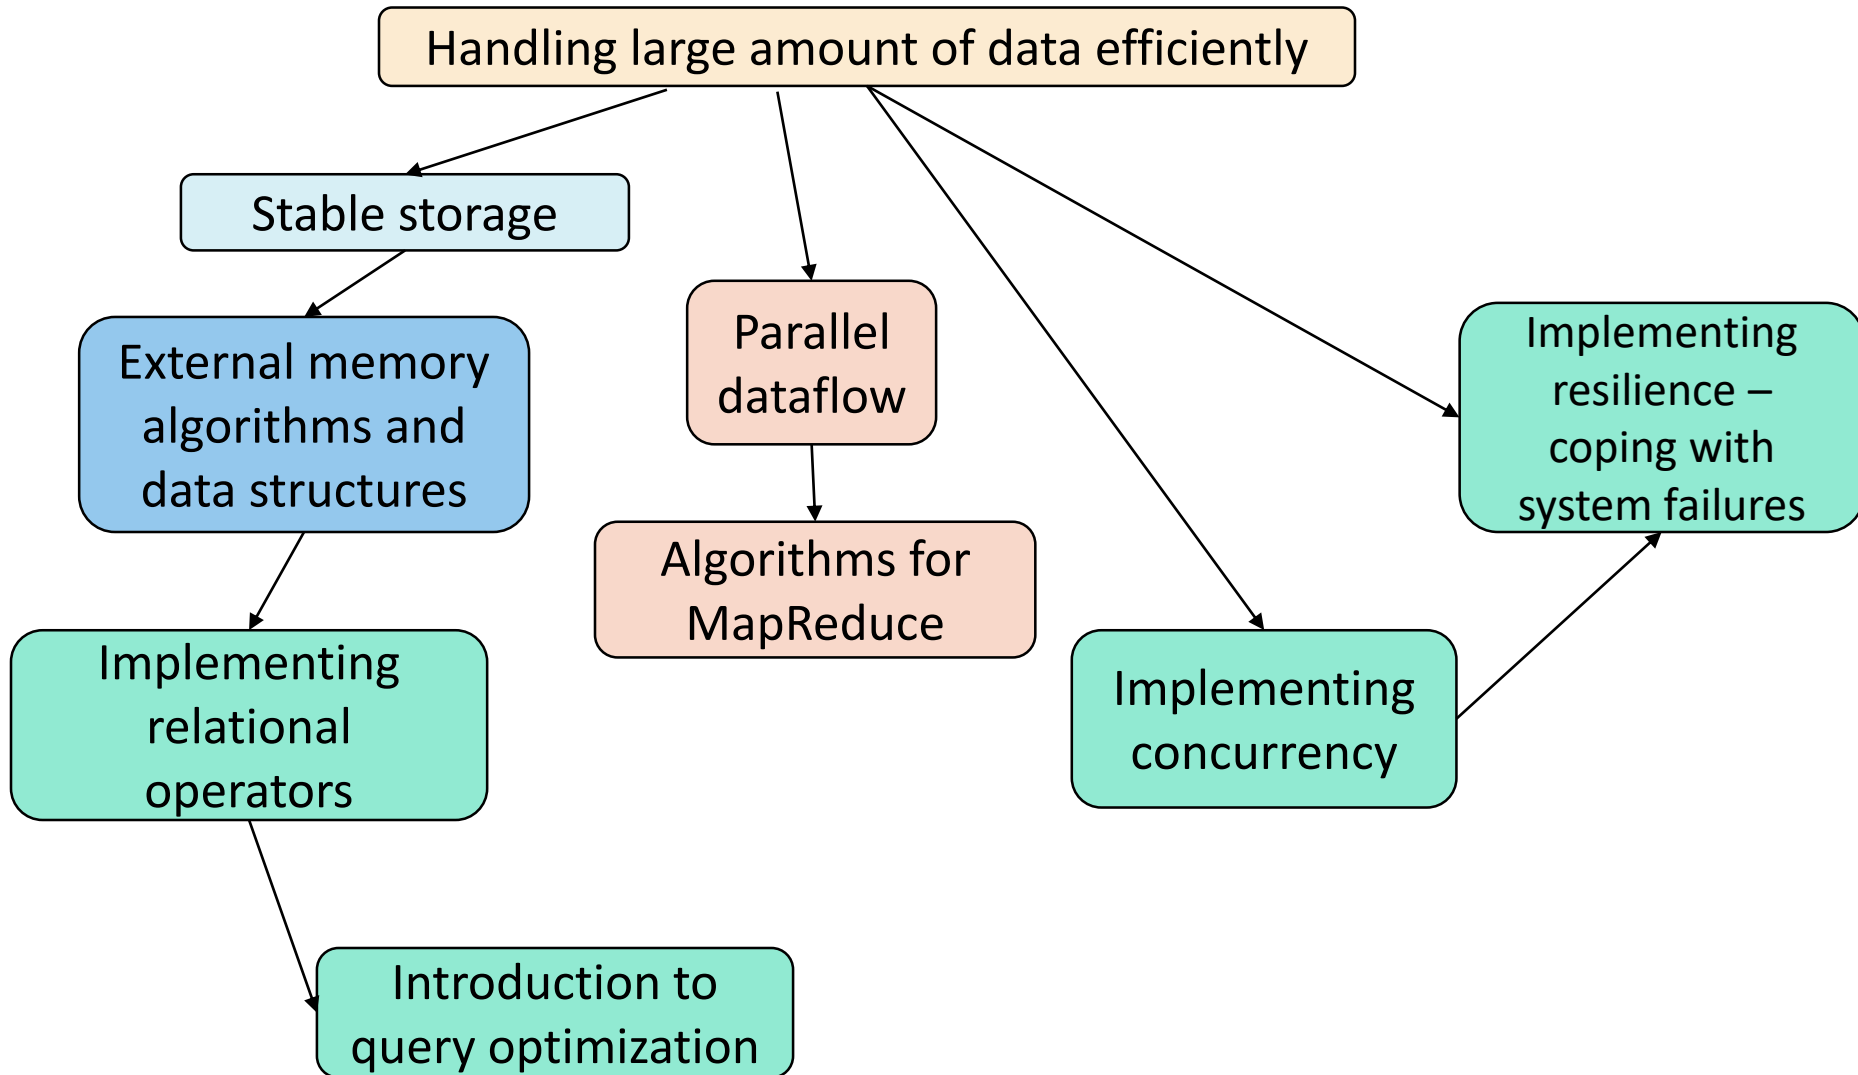 Handling large amount of data efficiently
Stable storage
External memory
algorithms and
data structures
Parallel
dataflow
Implementing
resilience –
coping with
system failures
Algorithms for
MapReduce
Implementing
relational
operators
Implementing
concurrency
Introduction to
query optimization